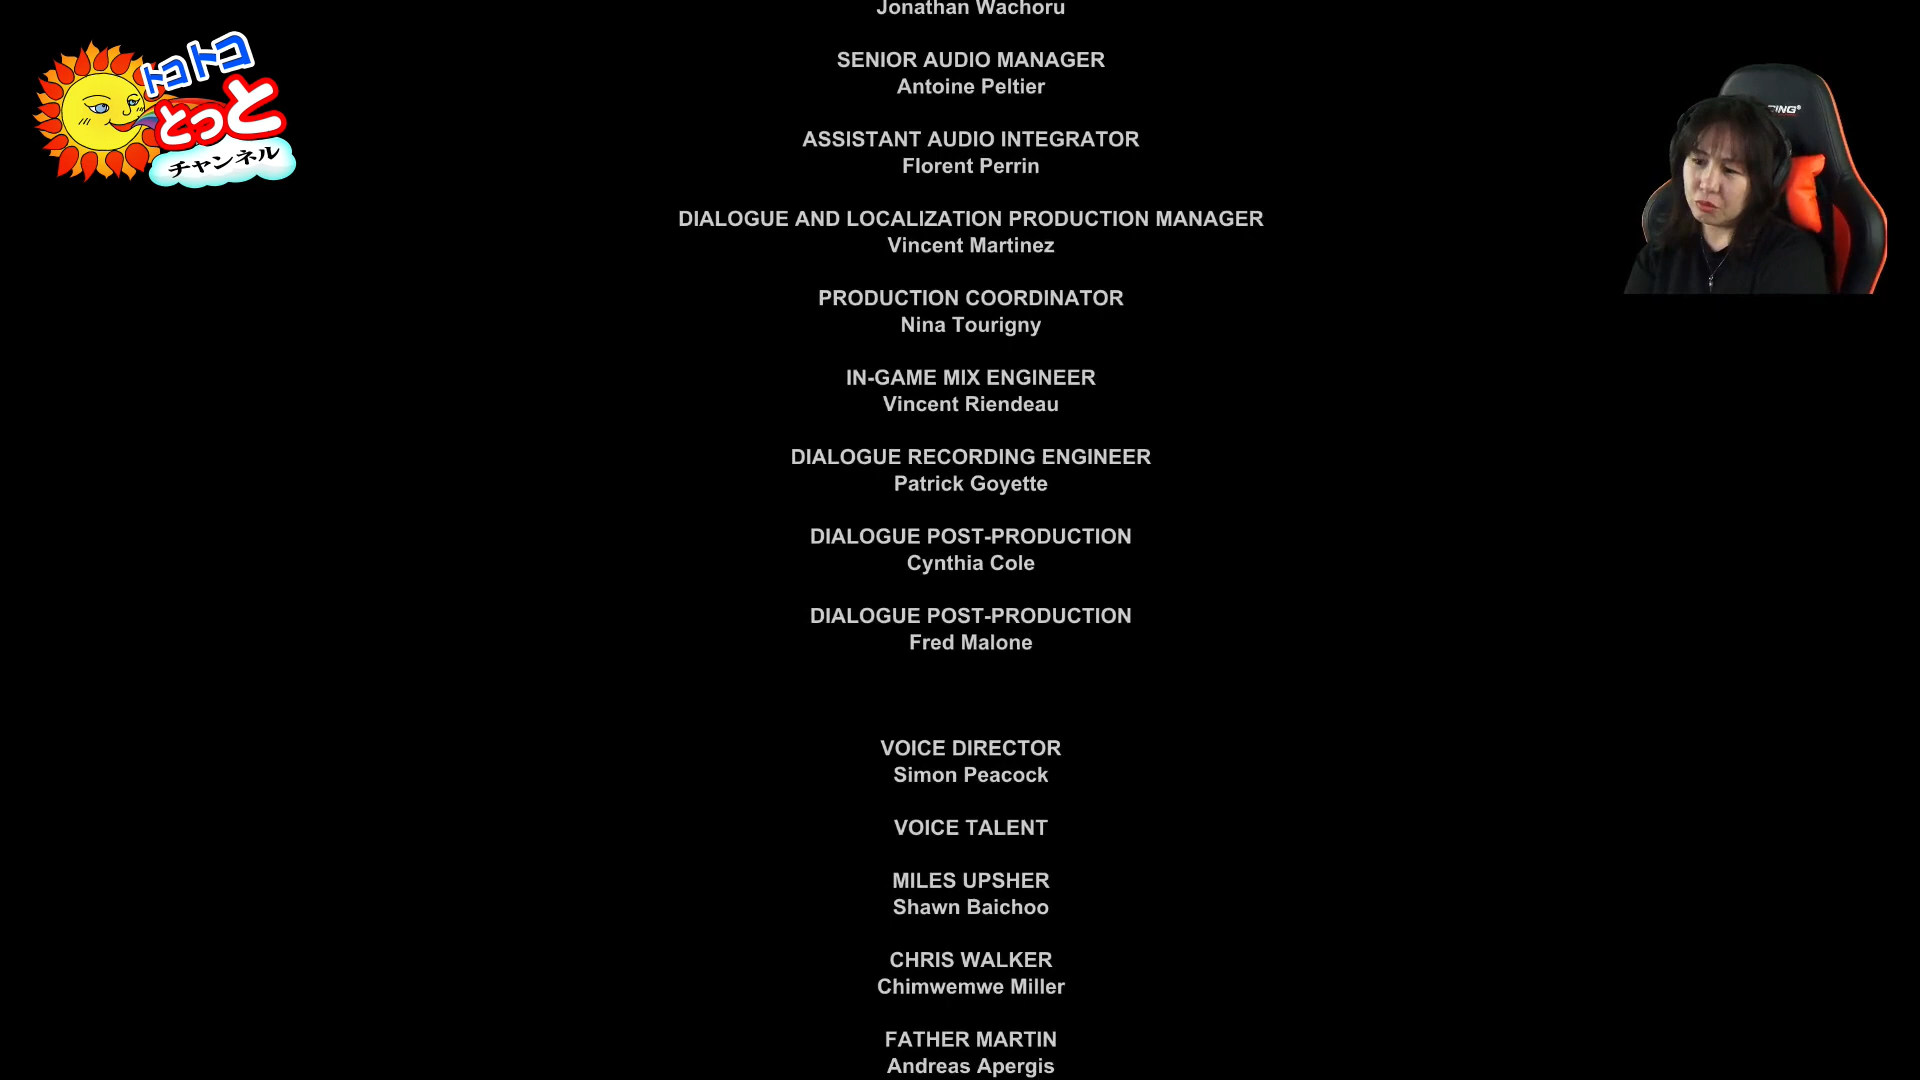 Jonathan Wachoru
SENIOR AUDIO MANAGER
Antoine Peltier
ASSISTANT AUDIO INTEGRATOR
Florent Perrin
DIALOGUE AND LOCALIZATION PRODUCTION MANAGER
Vincent Martinez
PRODUCTION COORDINATOR
Nina Tourigny
IN-GAME MIX ENGINEER
Vincent Riendeau
DIALOGUE RECORDING ENGINEER
Patrick Goyette
DIALOGUE POST-PRODUCTION
Cynthia Cole
DIALOGUE POST-PRODUCTION
Fred Malone
VOICE DIRECTOR
Simon Peacock
VOICE TALENT
MILES UPSHER
Shawn Baichoo
CHRIS WALKER
Chimwemwe Miller
FATHER MARTIN
Andreas Apergis
トコトコ
とっと
チャンネル